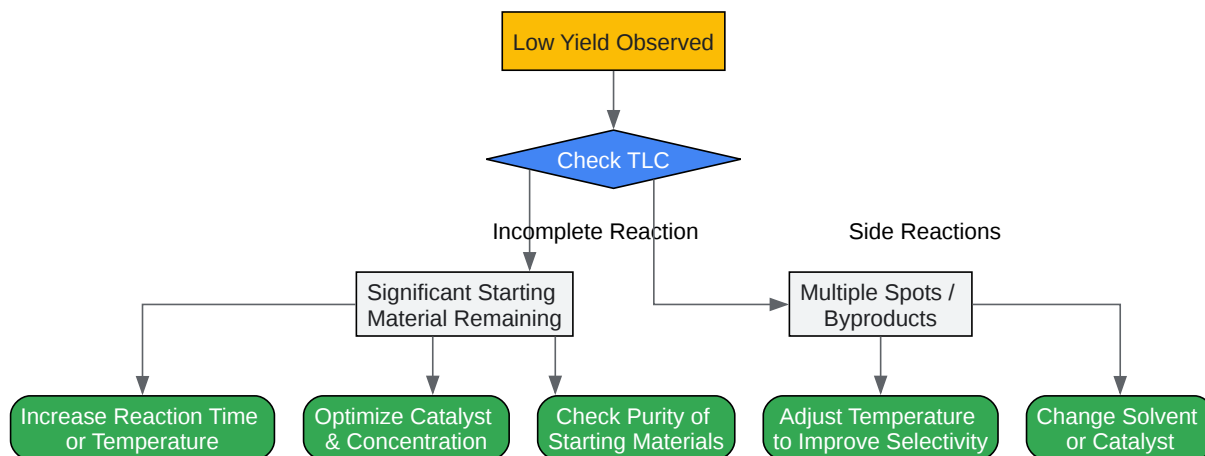 Low Yield Observed
Check TLC
Incomplete Reaction
Side Reactions
Significant Starting
Material Remaining
Multiple Spots /
Byproducts
Increase Reaction Time
or Temperature
Optimize Catalyst
& Concentration
Check Purity of
Starting Materials
Adjust Temperature
to Improve Selectivity
Change Solvent
or Catalyst